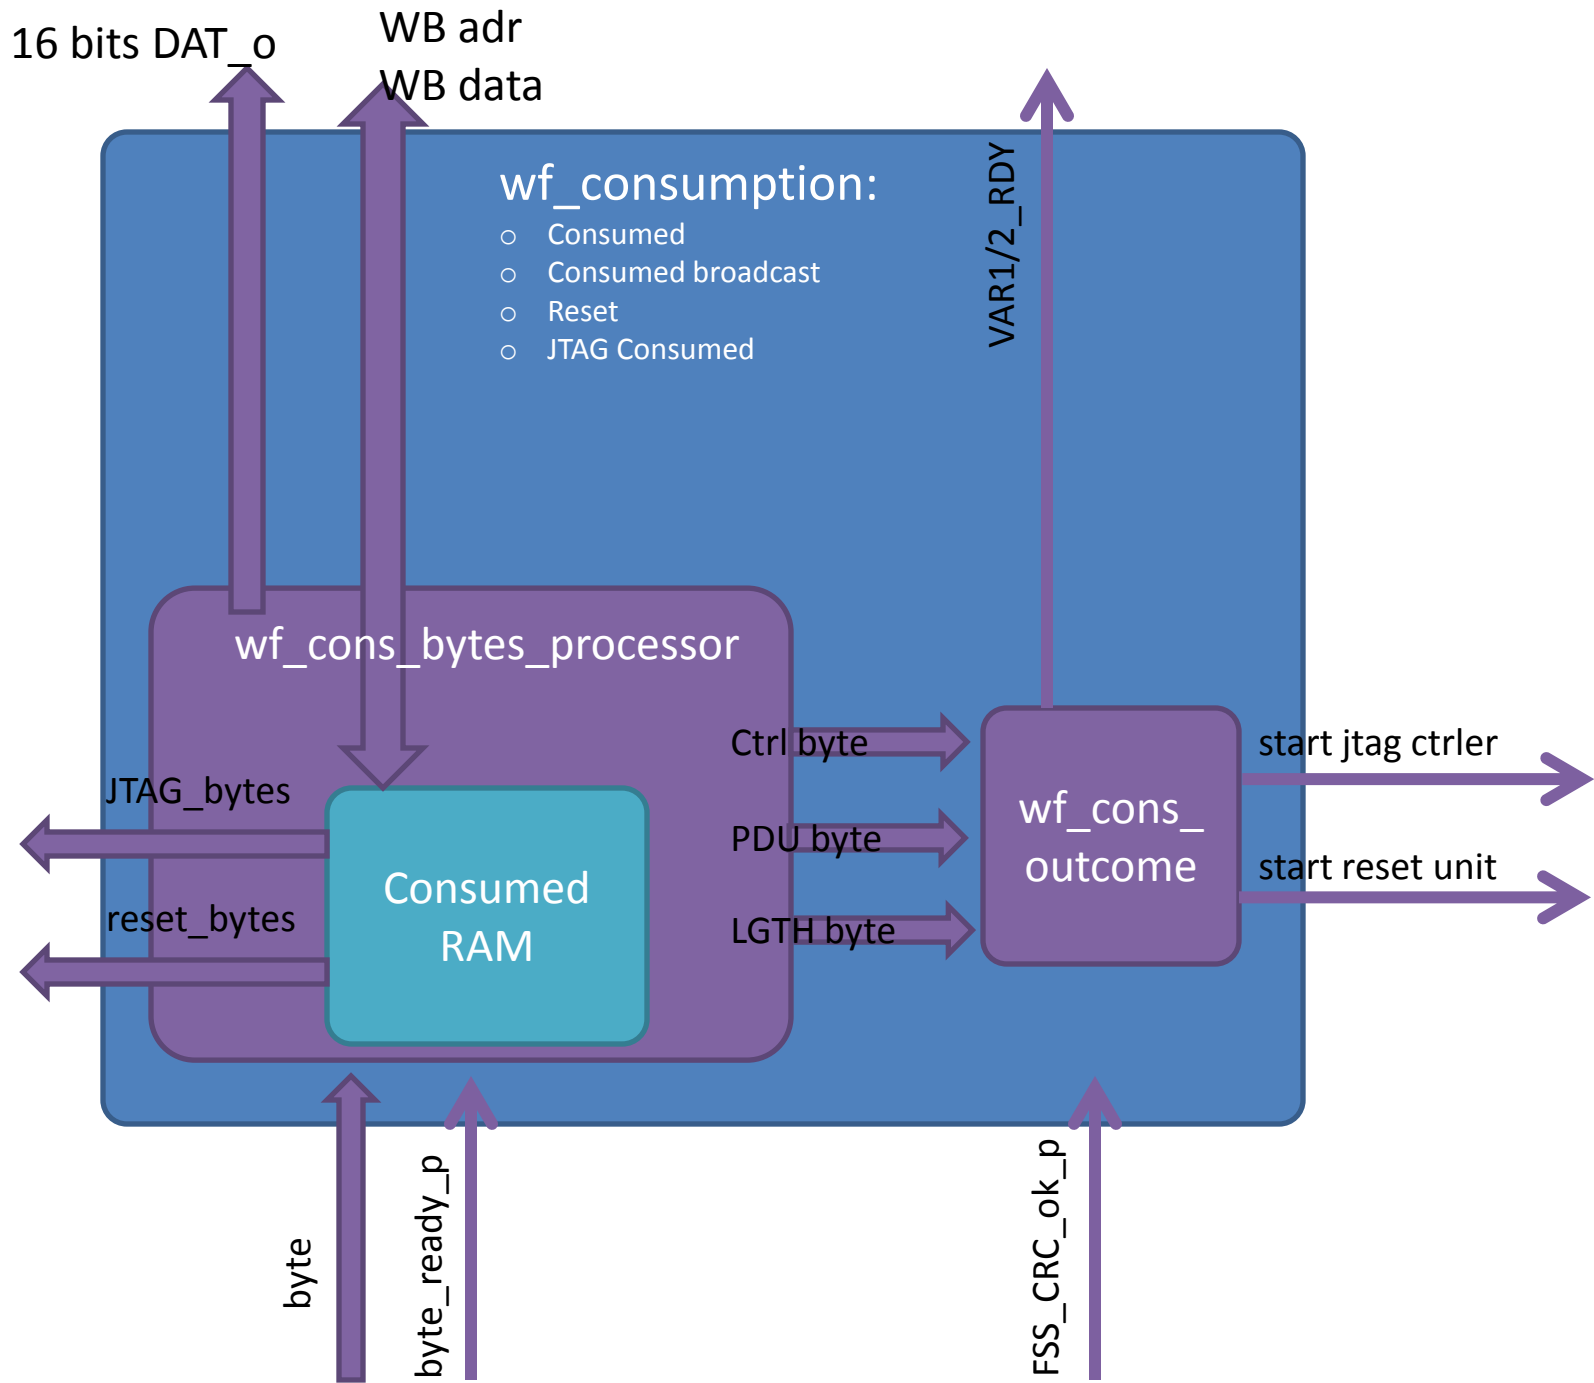 16 bits DAT_o
WB adr
WB data
wf_consumption:
o Consumed
o Consumed broadcast
o Reset
o JTAG Consumed
VAR1/2_RDY
wf_cons_bytes_processor
JTAG_bytes
reset_bytes
Consumed
RAM
Ctrl byte
PDU byte
LGTH byte
wf_cons_
outcome
start jtag ctrler
start reset unit
byte
byte_ready_p
FSS_CRC_ok_p